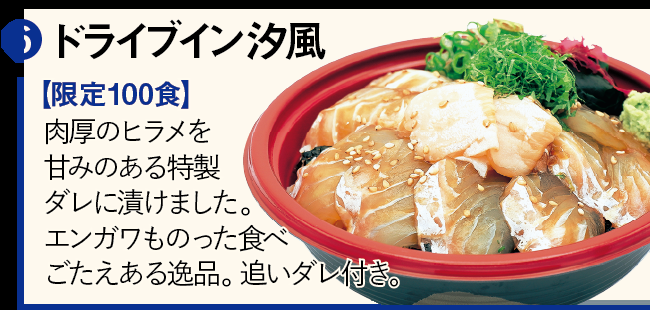 6 ドライブイン汐風
【限定100食】
肉厚のヒラメを
甘みのある特製
ダレに漬けました。
エンガワものった食べ
ごたえある逸品。追いダレ付き。